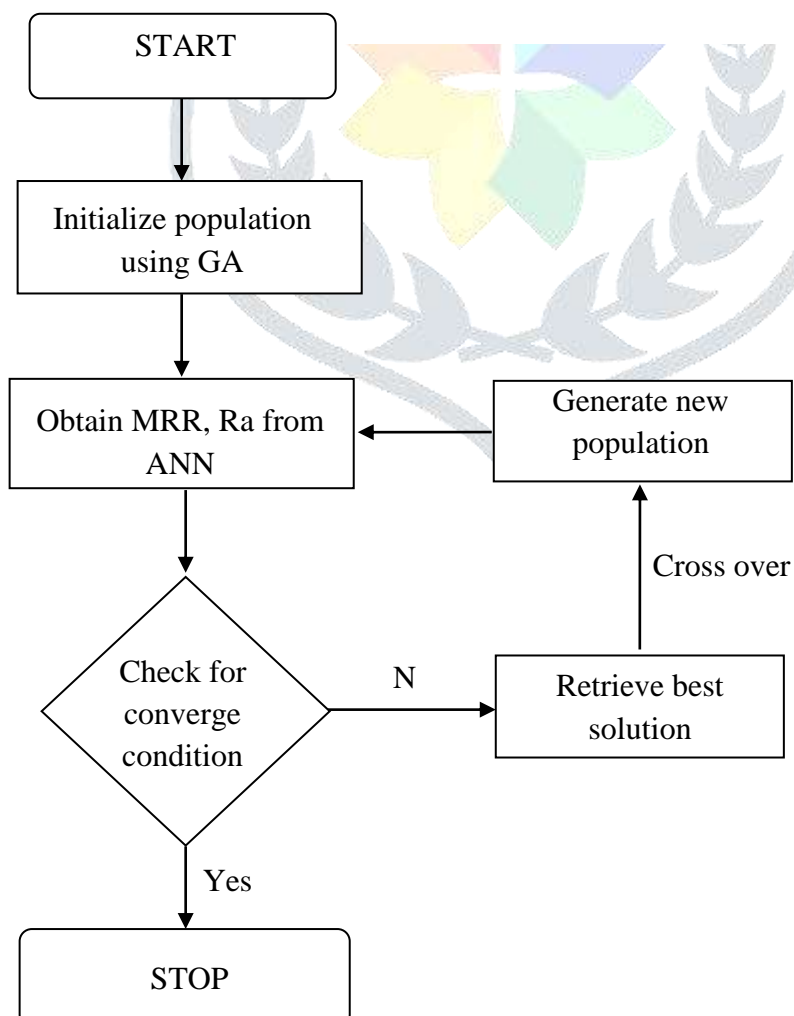 START
Initialize population
using GA
Obtain MRR, Ra from
ANN
Generate new
population
Cross over
Check for
converge
condition
N
Retrieve best
solution
Yes
STOP